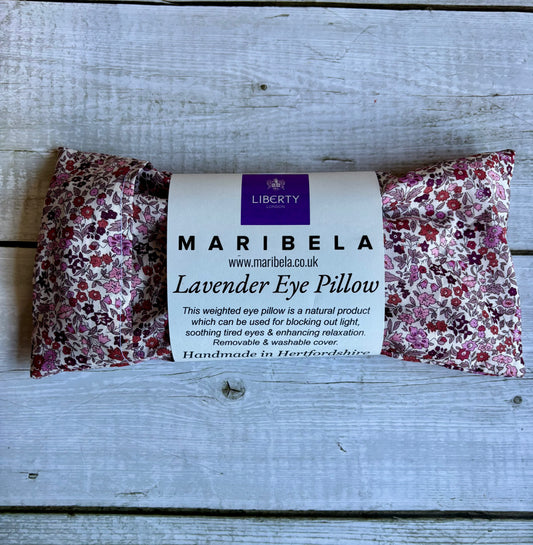 LIBERTY
LONDON
MARIBELA
www.maribela.co.uk
Lavender Eye Pillow
This weighted eye pillow is a natural product
which can be used for blocking out light,
soothing tired eyes & enhancing relaxation.
Removable & washable cover.
Handmade in Hertfordshire